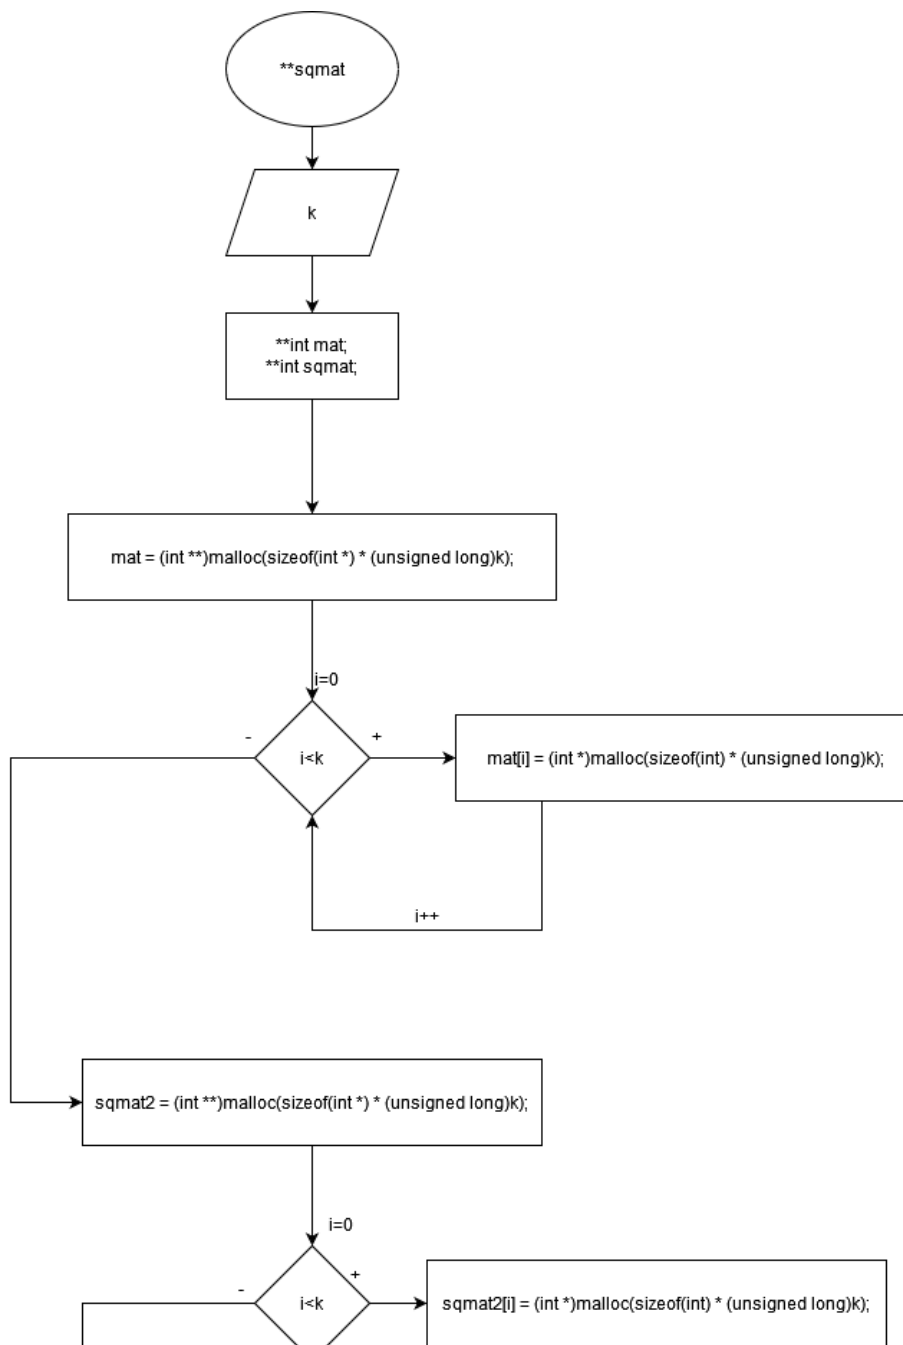 **sqmat
k
**int mat;
**int sqmat;
mat = (int **)malloc(sizeof(int *) * (unsigned long)k);
i=0
-
+
i<k
mat[i] = (int *)malloc(sizeof(int) * (unsigned long)k);
i++
sqmat2 = (int **)malloc(sizeof(int *) * (unsigned long)k);
i=0
-
+
i<k
sqmat2[i] = (int *)malloc(sizeof(int) * (unsigned long)k);